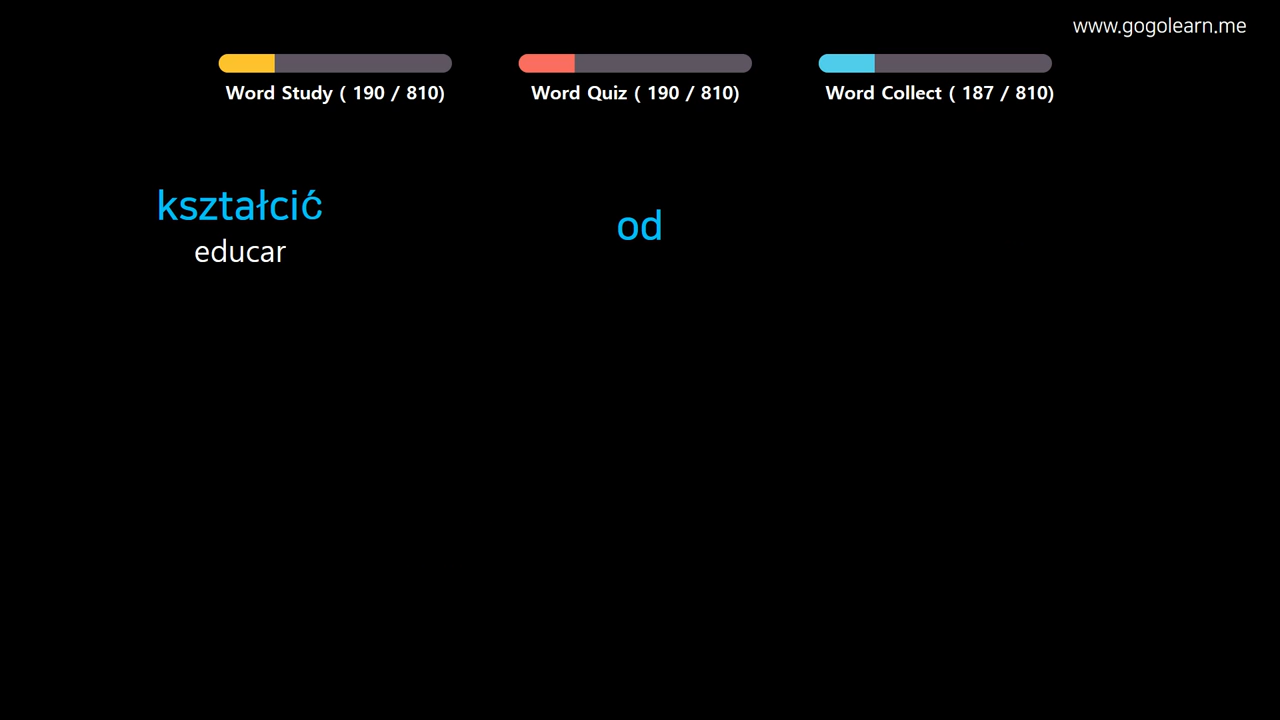 www.gogolearn.me
Word Study ( 190 / 810)
Word Quiz ( 190 / 810)
Word Collect ( 187 / 810)
kształcić
educar
od